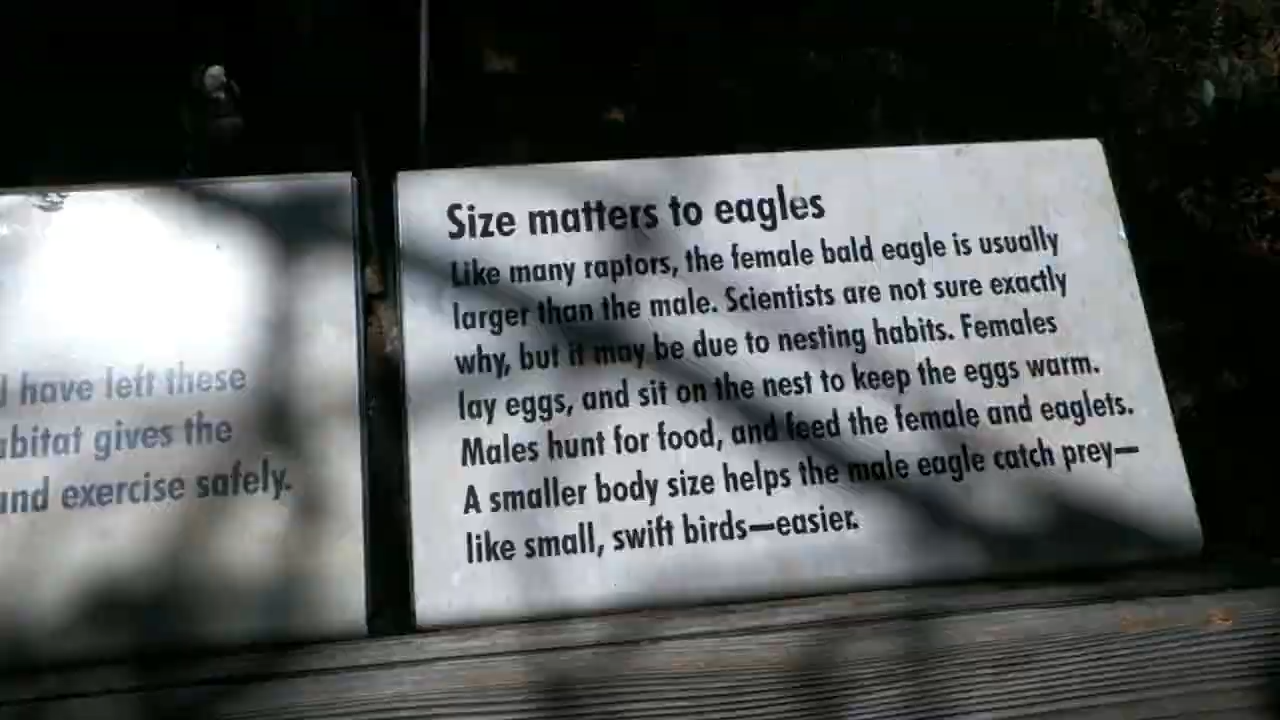 have left these
gives the
exercise safely.
Size matters to eagles
Like many raptors, the female bald eagle is usually
larger than the male. Scientists are not sure exactly
why, but it may be due to nesting habits. Females
lay eggs, and sit on the nest to keep the eggs warm.
Males hunt for food, and feed the female and eaglets.
A smaller body size helps the male eagle catch prey—
like small, swift birds—easier.